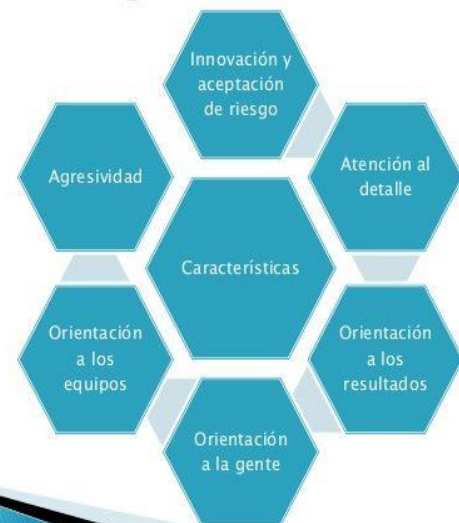 Innovación y
aceptación
de riesgo
Atención al
detalle
Orientación
a los
resultados
Orientación
a la gente
Orientación
a los
equipos
Agresividad
Características